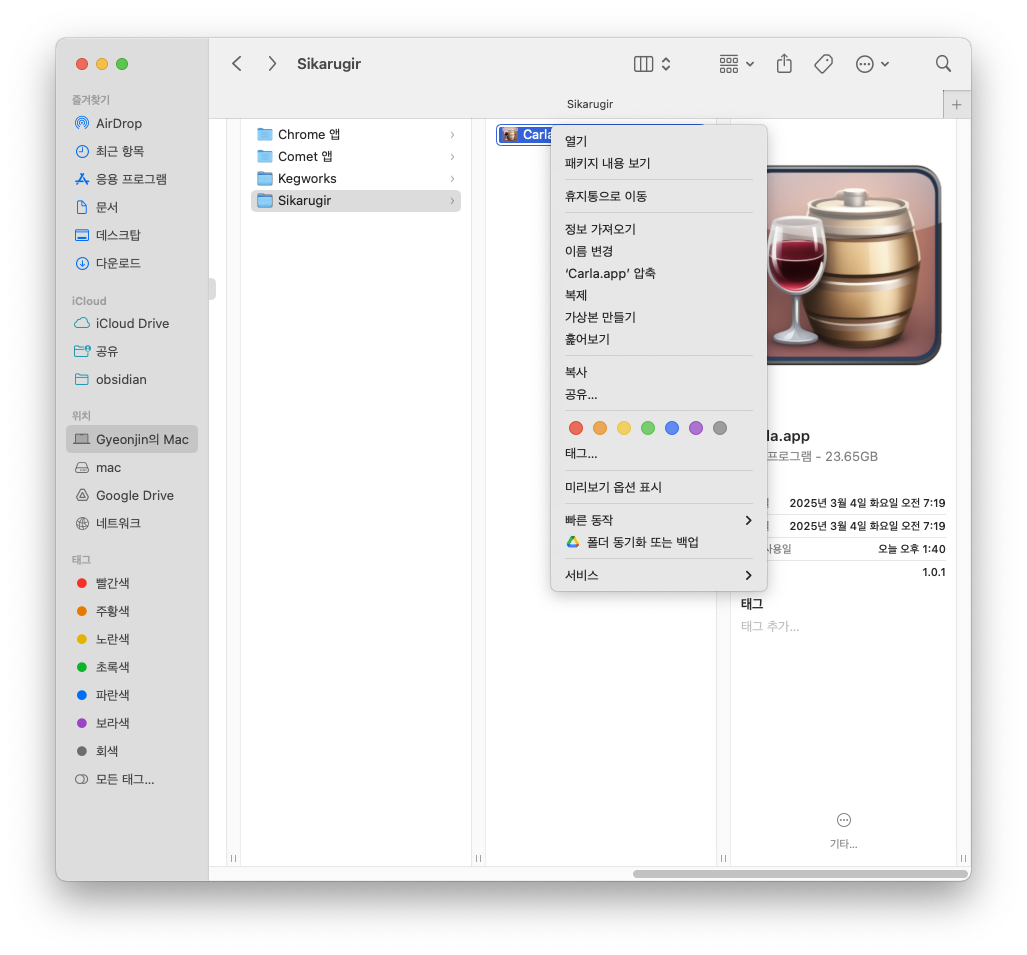 Sikarugir
Sikarugir
즐겨찾기
AirDrop
최근 항목
응용 프로그램
문서
데스크탑
다운로드
iCloud
iCloud Drive
공유
obsidian
위치
Gyeonjin의 Mac
mac
Google Drive
네트워크
태그
빨간색
주황색
노란색
초록색
파란색
보라색
회색
모든 태그...
Chrome 앱
Comet 앱
Kegworks
Sikarugir
Carla
열기
패키지 내용 보기
휴지통으로 이동
정보 가져오기
이름 변경
‘Carla.app’ 압축
복제
가상본 만들기
훑어보기
복사
공유...
태그...
미리보기 옵션 표시
빠른 동작
폴더 동기화 또는 백업
서비스
la.app
프로그램 - 23.65GB
2025년 3월 4일 화요일 오전 7:19
2025년 3월 4일 화요일 오전 7:19
사용일 오늘 오후 1:40
1.0.1
태그
태그 추가...
기타...